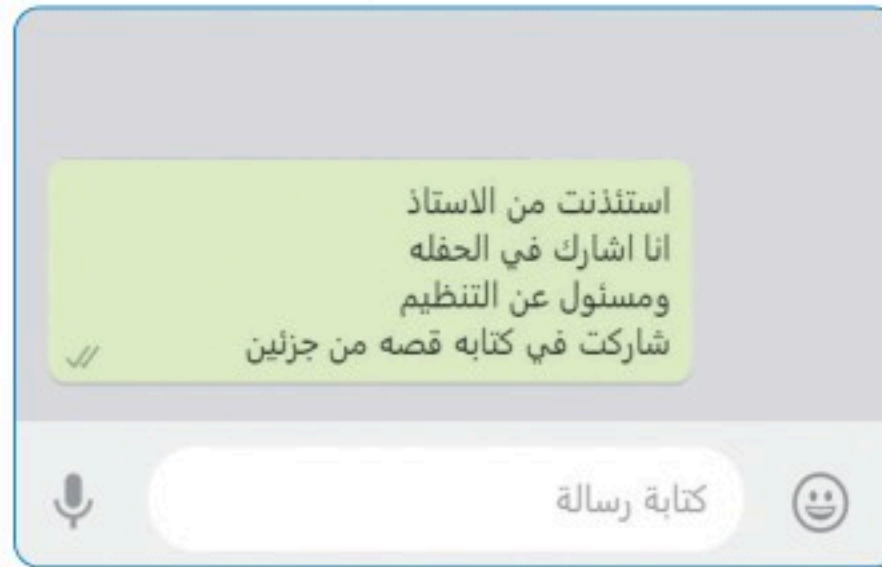 استئذنت من الاستاذ
انا اشارك في الحفله
ومسئول عن التنظيم
شاركت في كتابه قصه من جزئين
كتابة رسالة